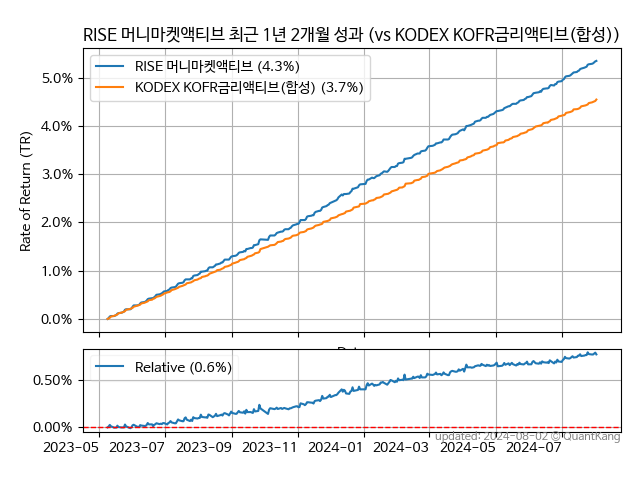 RISE 머니마켓액티브 최근 1년 2개월 성과 (vs KODEX KOFR금리액티브(합성))
RISE 머니마켓액티브 (4.3%)
KODEX KOFR금리액티브(합성) (3.7%)
Rate of Return (TR)
5.0%
4.0%
3.0%
2.0%
1.0%
0.0%
Relative (0.6%)
0.50%
0.00%
2023-05
2023-07
2023-09
2023-11
2024-01
2024-03
2024-05
2024-07
updated: 2024-08-02 © QuantKang